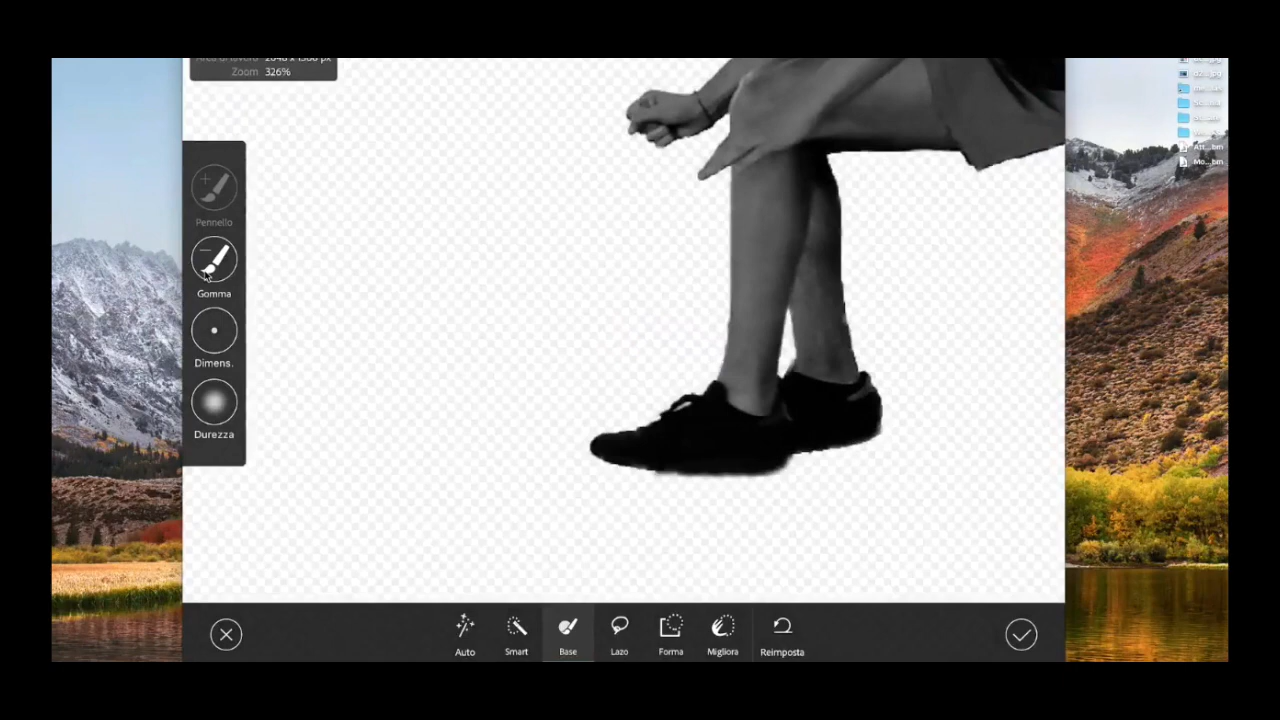 Zoom 326%
Pennello
Gomma
Dimens.
Durezza
Auto
Smart
Base
Lazo
Forma
Migliora
Reimposta